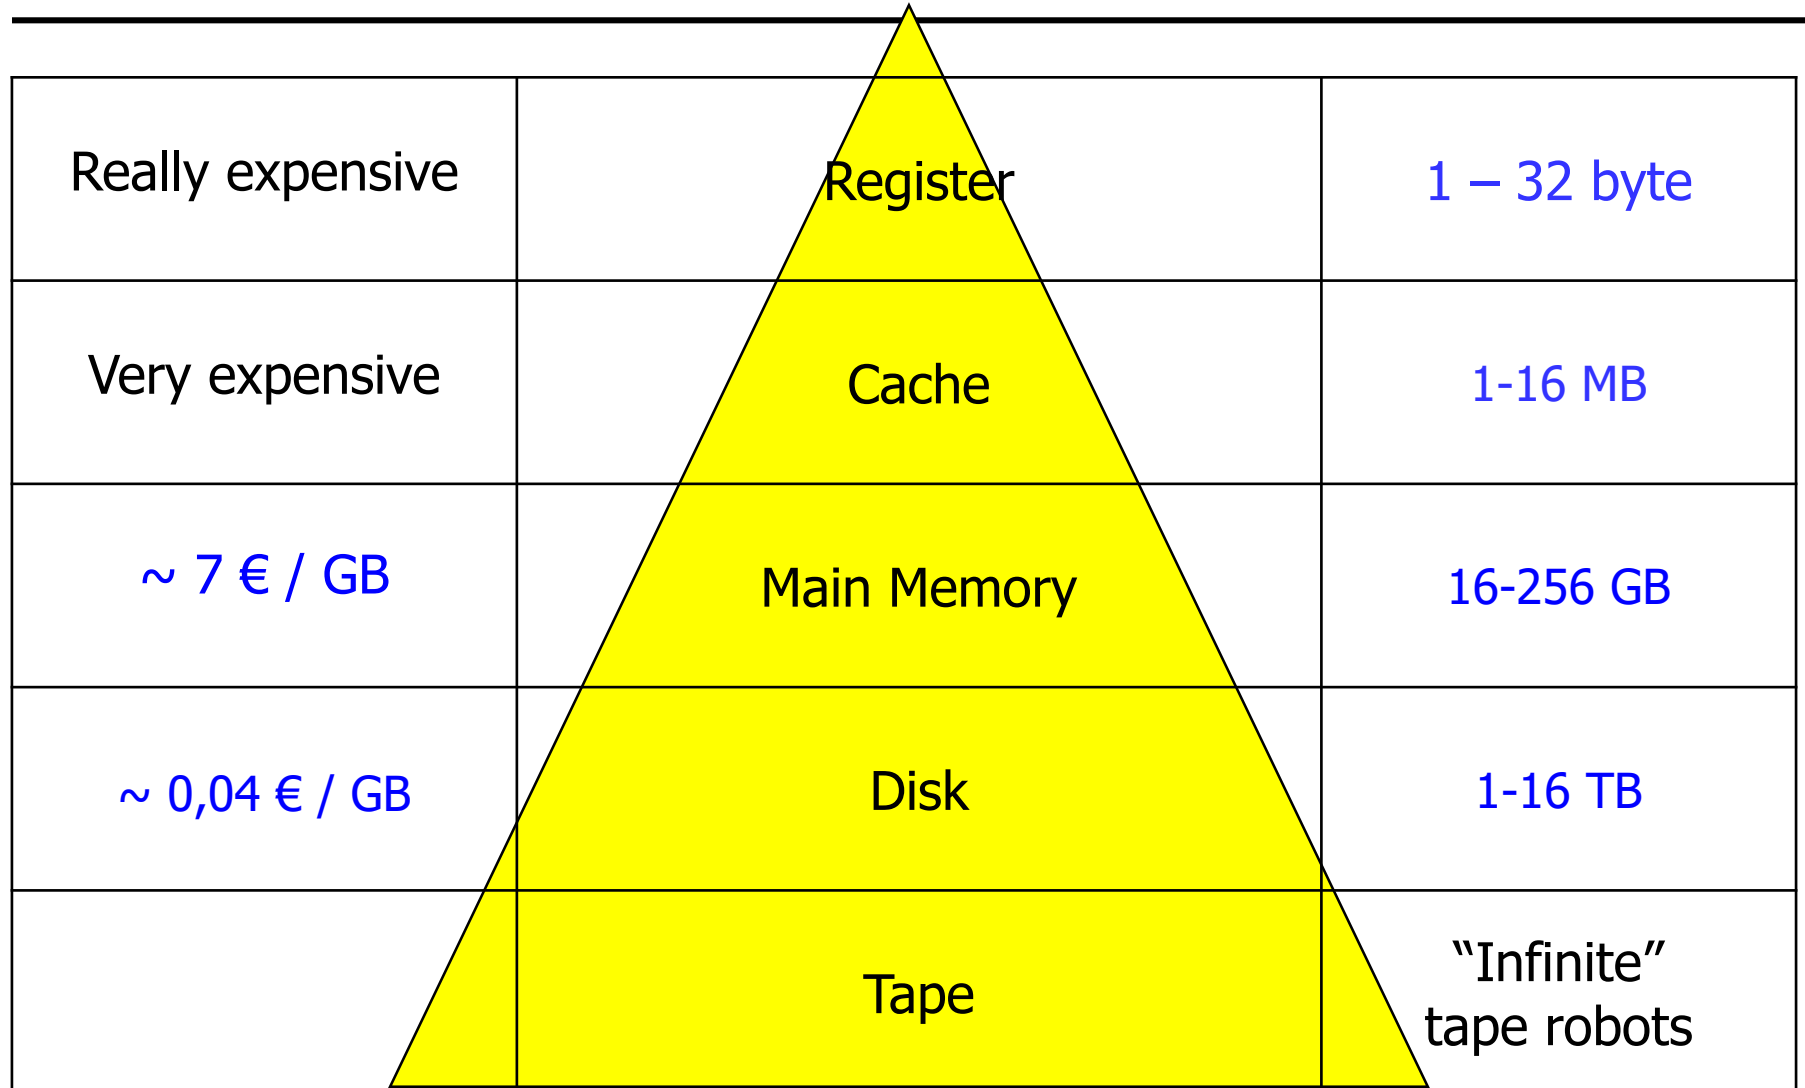 Really expensive
Register
1 – 32 byte
Very expensive
Cache
1-16 MB
~ 7 € / GB
Main Memory
16-256 GB
~ 0,04 € / GB
Disk
1-16 TB
Tape
“Infinite”
tape robots